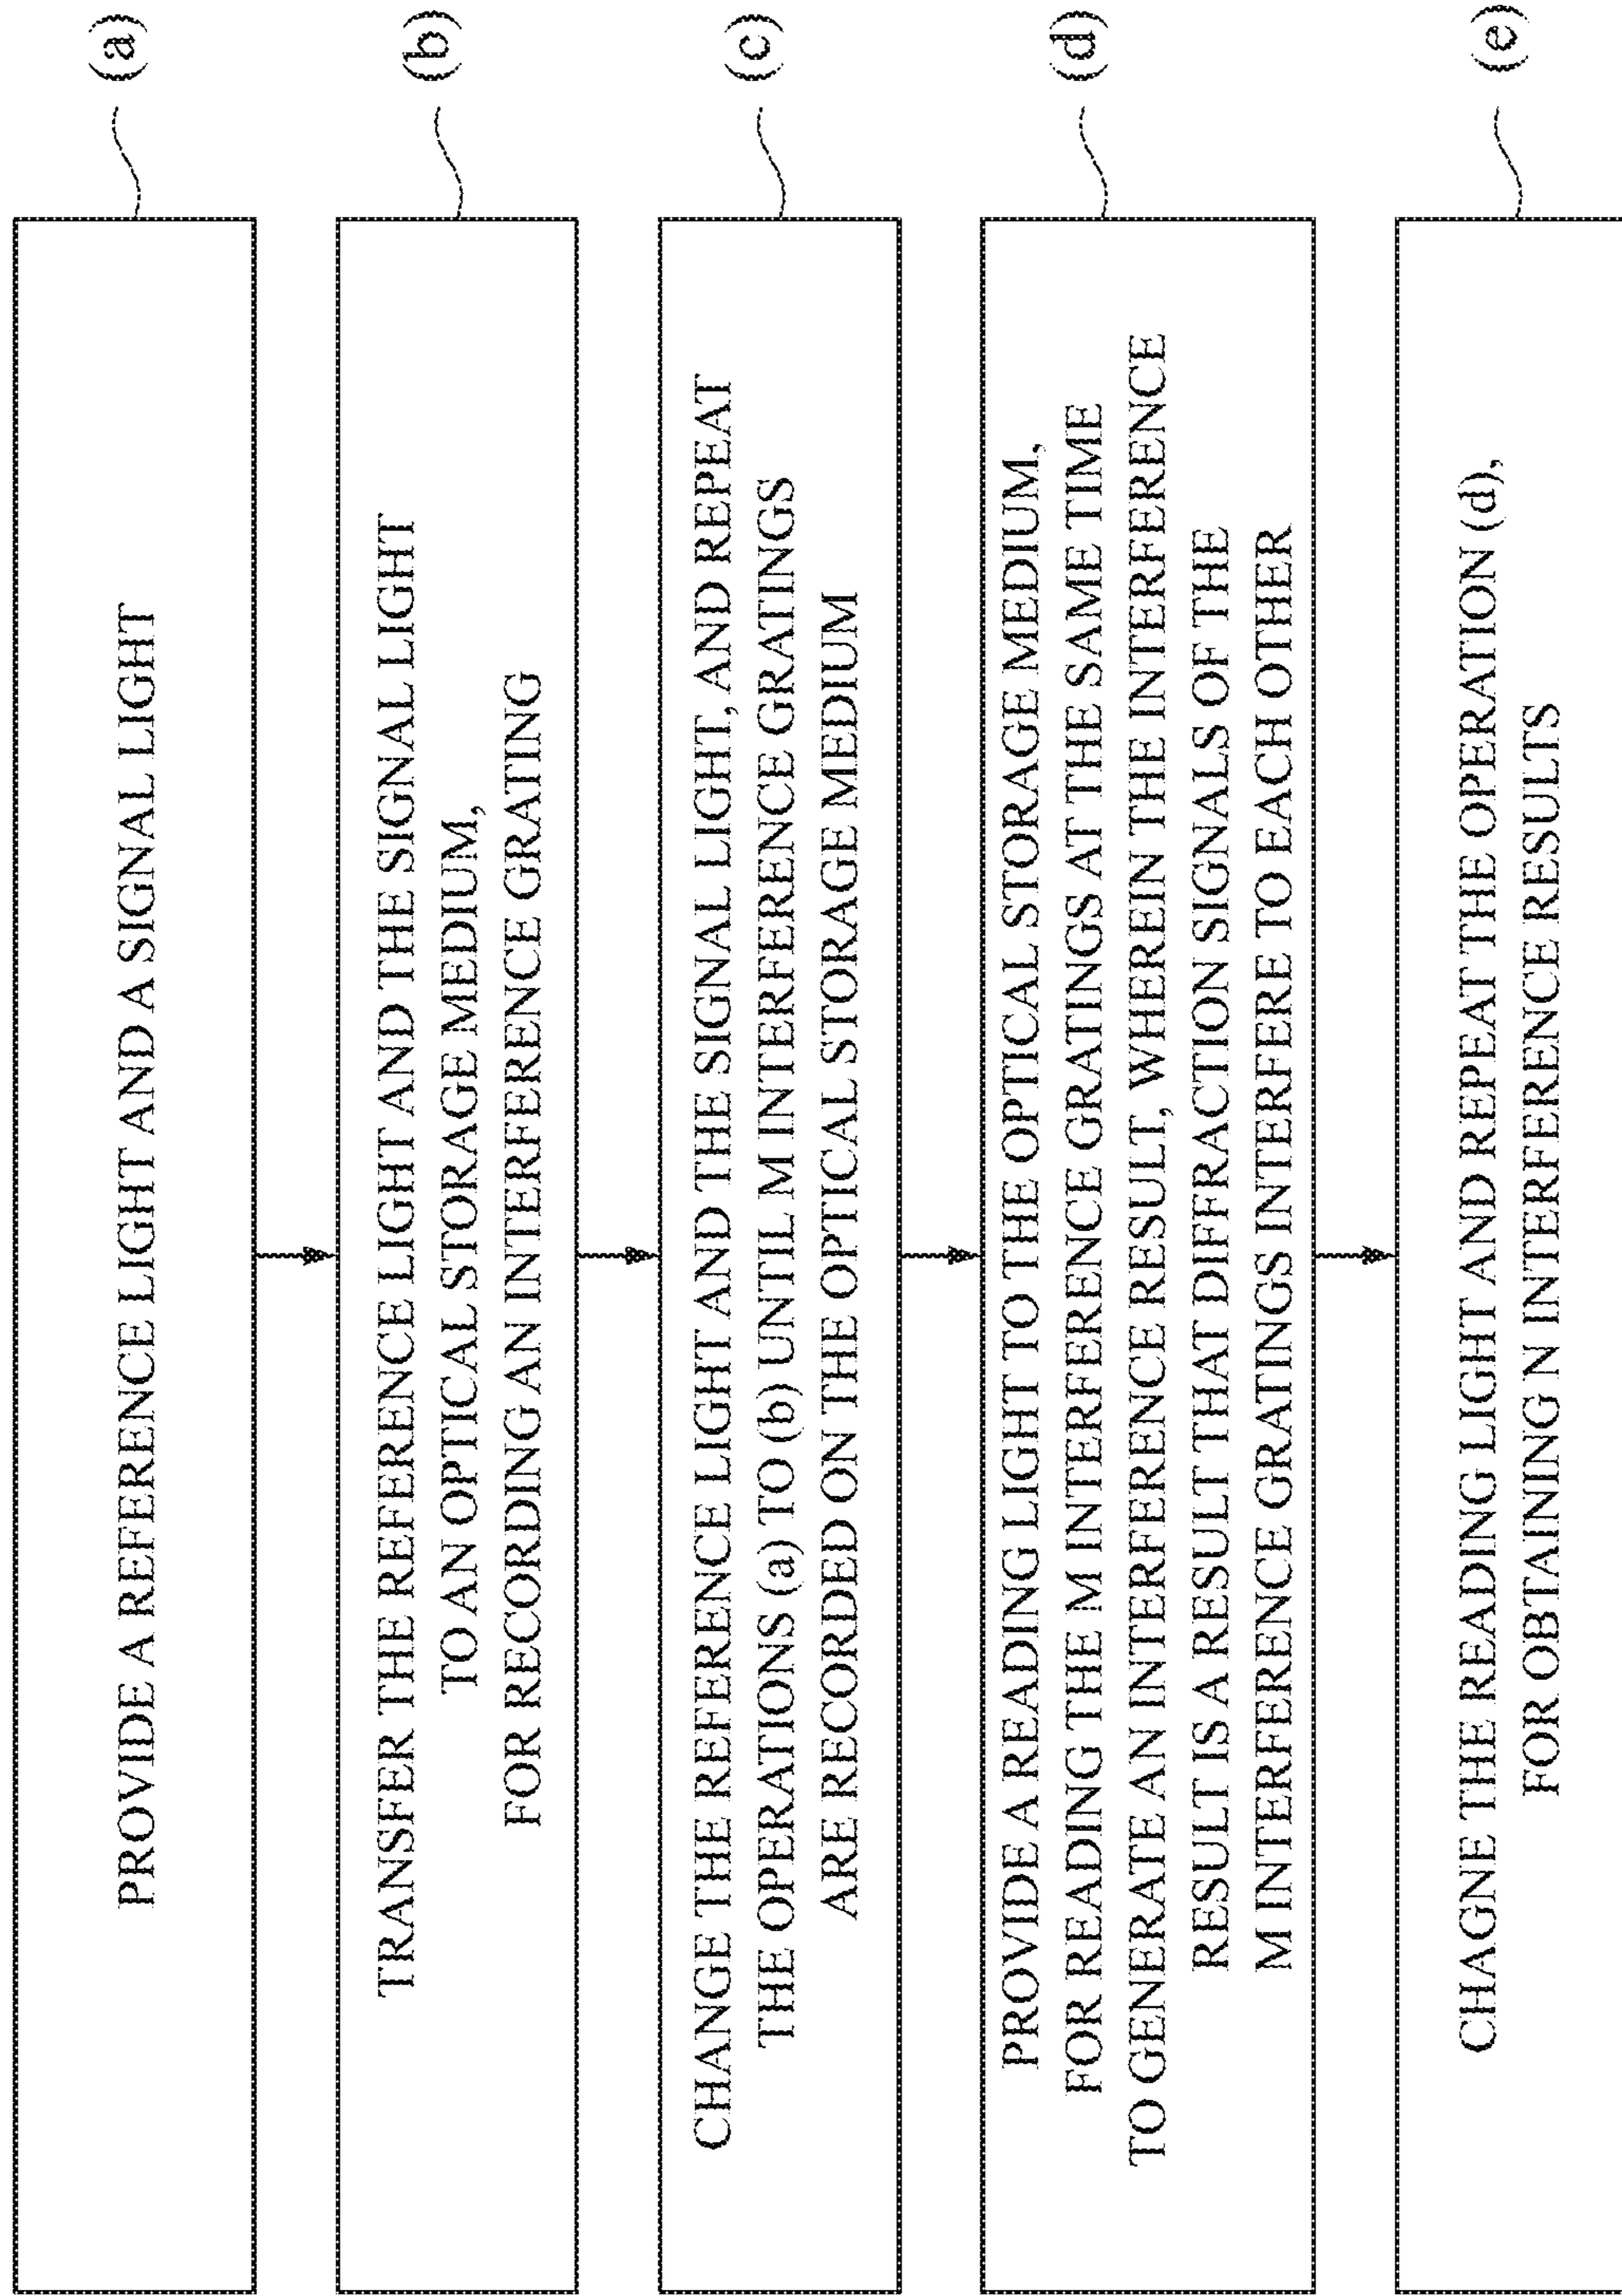 (a)
PROVIDE A REFERENCE LIGHT AND A SIGNAL LIGHT
(b)
TRANSFER THE REFERENCE LIGHT AND THE SIGNAL LIGHT
TO AN OPTICAL STORAGE MEDIUM,
FOR RECORDING AN INTERFERENCE GRATING
(c)
CHANGE THE REFERENCE LIGHT AND THE SIGNAL LIGHT, AND REPEAT
THE OPERATIONS (a) TO (b) UNTIL M INTERFERENCE GRATINGS
ARE RECORDED ON THE OPTICAL STORAGE MEDIUM
(d)
PROVIDE A READING LIGHT TO THE OPTICAL STORAGE MEDIUM,
FOR READING THE M INTERFERENCE GRATINGS AT THE SAME TIME
TO GENERATE AN INTERFERENCE RESULT, WHEREIN THE INTERFERENCE
RESULT IS A RESULT THAT DIFFRACTION SIGNALS OF THE
M INTERFERENCE GRATINGS INTERFERE TO EACH OTHER
(e)
CHAGNE THE READING LIGHT AND REPEAT THE OPERATION (d),
FOR OBTAINING N INTERFERENCE RESULTS